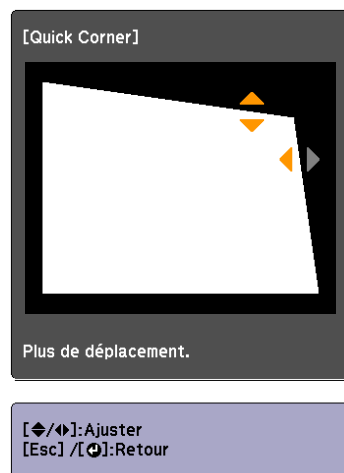 [Quick Corner]
Plus de déplacement.
[◆/◆]:Ajuster
[Esc] /[↵]:Retour